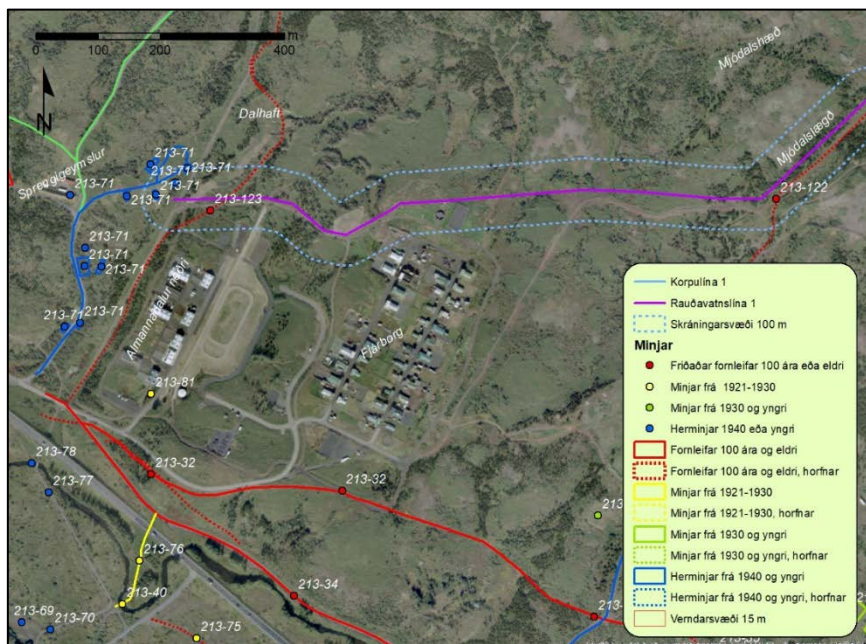 0 100 200 400
m
N
Dalhaft
Mjódalshæð
Mjódalsjægð
Sprengigeymslur
213-71
213-71
213-71
213-71
213-71
213-71
213-71
213-71
213-71
213-71
213-71
213-123
213-122
Almannadalur Nyðri
Fjárborg
213-81
213-32
213-32
213-78
213-77
213-76
213-40
213-34
213-69
213-70
213-75
Korpulína 1
Rauðavatnslína 1
Skráningarsvæði 100 m
Minjar
Friðaðar fornleifar 100 ára eða eldri
Minjar frá 1921-1930
Minjar frá 1930 og yngri
Herminjar 1940 eða yngri
Fornleifar 100 ára og eldri
Fornleifar 100 ára og eldri, horfnar
Minjar frá 1921-1930
Minjar frá 1921-1930, horfnar
Minjar frá 1930 og yngri
Minjar frá 1930 og yngri, horfnar
Herminjar frá 1940 og yngri
Herminjar frá 1940 og yngri, horfnar
Verndarsvæði 15 m